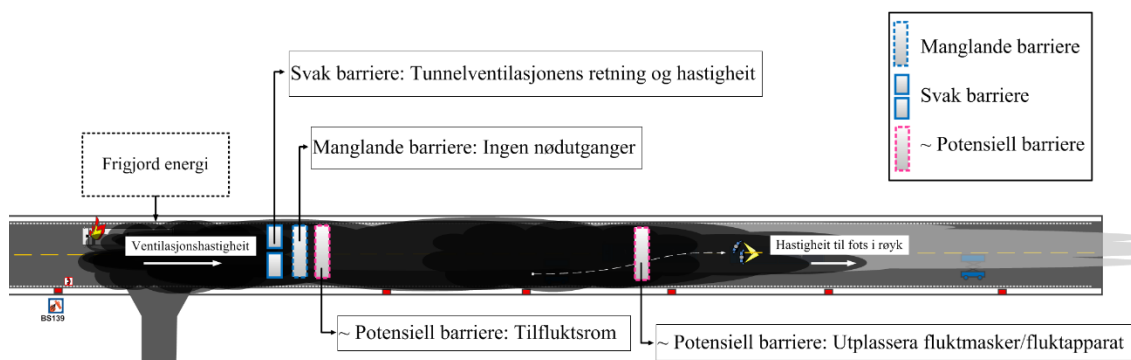 Svak barriere: Tunnelventilasjonens retning og hastigheit
Manglande barriere: Ingen nødutganger
Frigjord energi
Manglande barriere
Svak barriere
~ Potensiell barriere
Ventilasjonshastigheit
Hastigheit til fots i røyk
3
BS139
~ Potensiell barriere: Tilfluktsrom
~ Potensiell barriere: Utplassera fluktmasker/fluktapparat